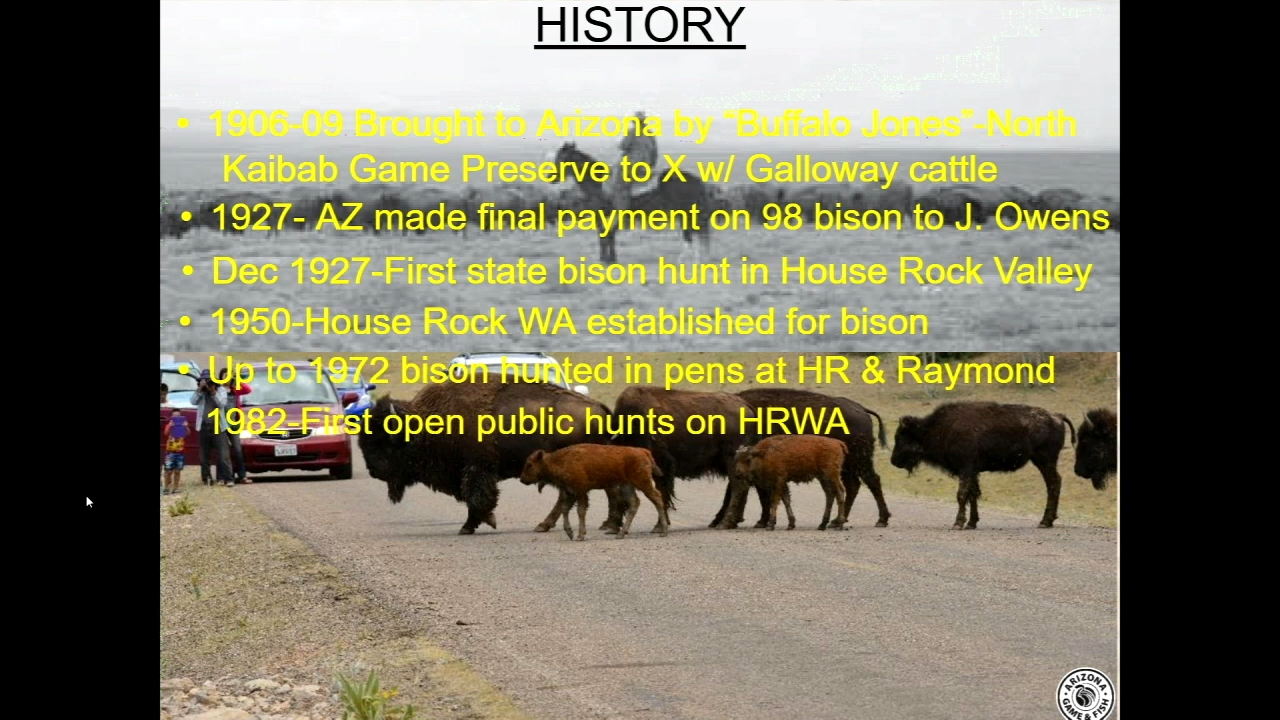 HISTORY
• 1906-09 Brought to Arizona by “Buffalo Jones”-North
Kaibab Game Preserve to X w/ Galloway cattle
• 1927- AZ made final payment on 98 bison to J. Owens
• Dec 1927-First state bison hunt in House Rock Valley
• 1950-House Rock WA established for bison
• Up to 1972 bison hunted in pens at HR & Raymond
1982-First open public hunts on HRWA
ARIZONA
GAME & FISH